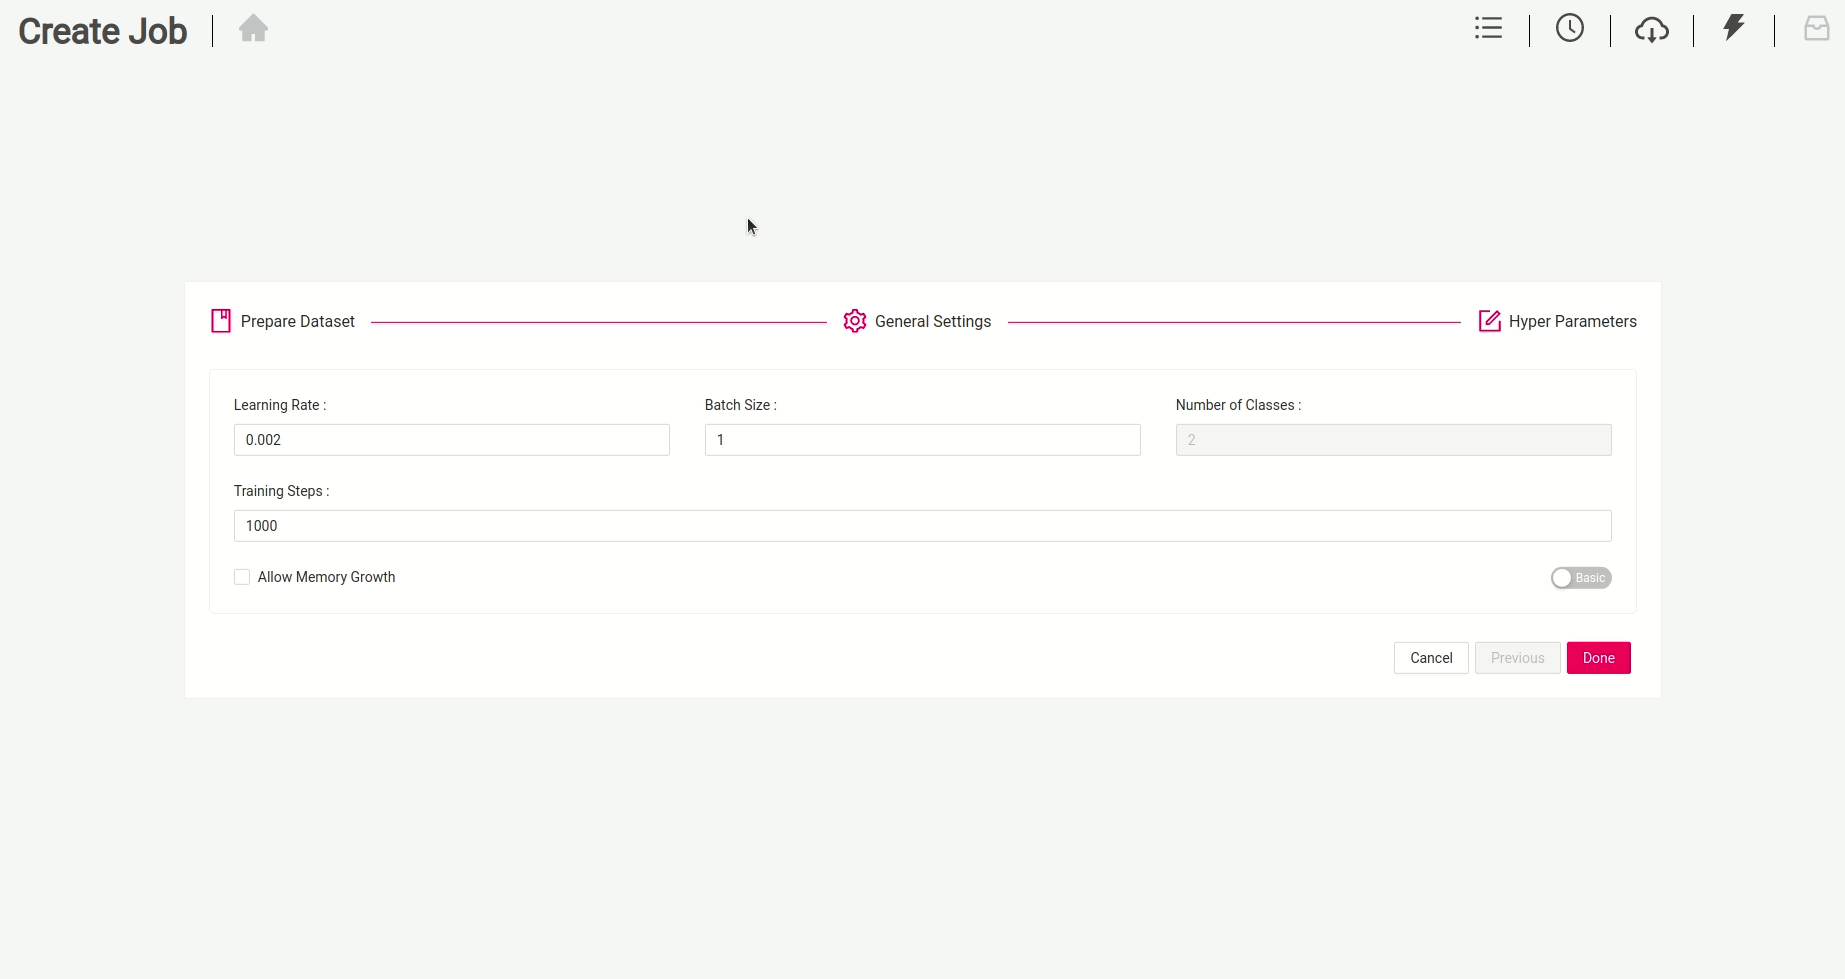 Create Job
Prepare Dataset
General Settings
Hyper Parameters
Learning Rate :
Batch Size :
Number of Classes :
0.002
1
2
Training Steps :
1000
Allow Memory Growth
Basic
Cancel
Previous
Done